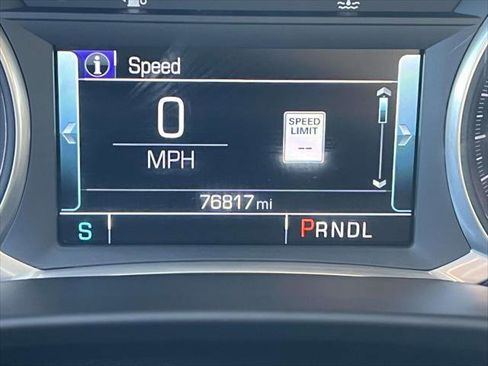 i Speed
0
MPH
SPEED
LIMIT
--
76817 mi
S
PRNDL